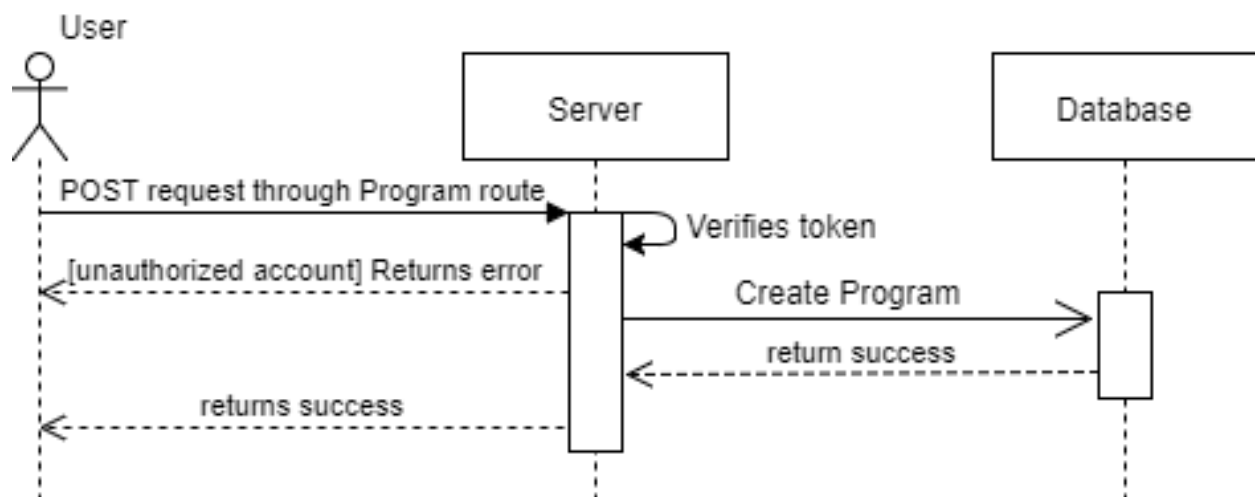 User
Server
Database
POST request through Program route
Verifies token
[unauthorized account] Returns error
Create Program
return success
returns success